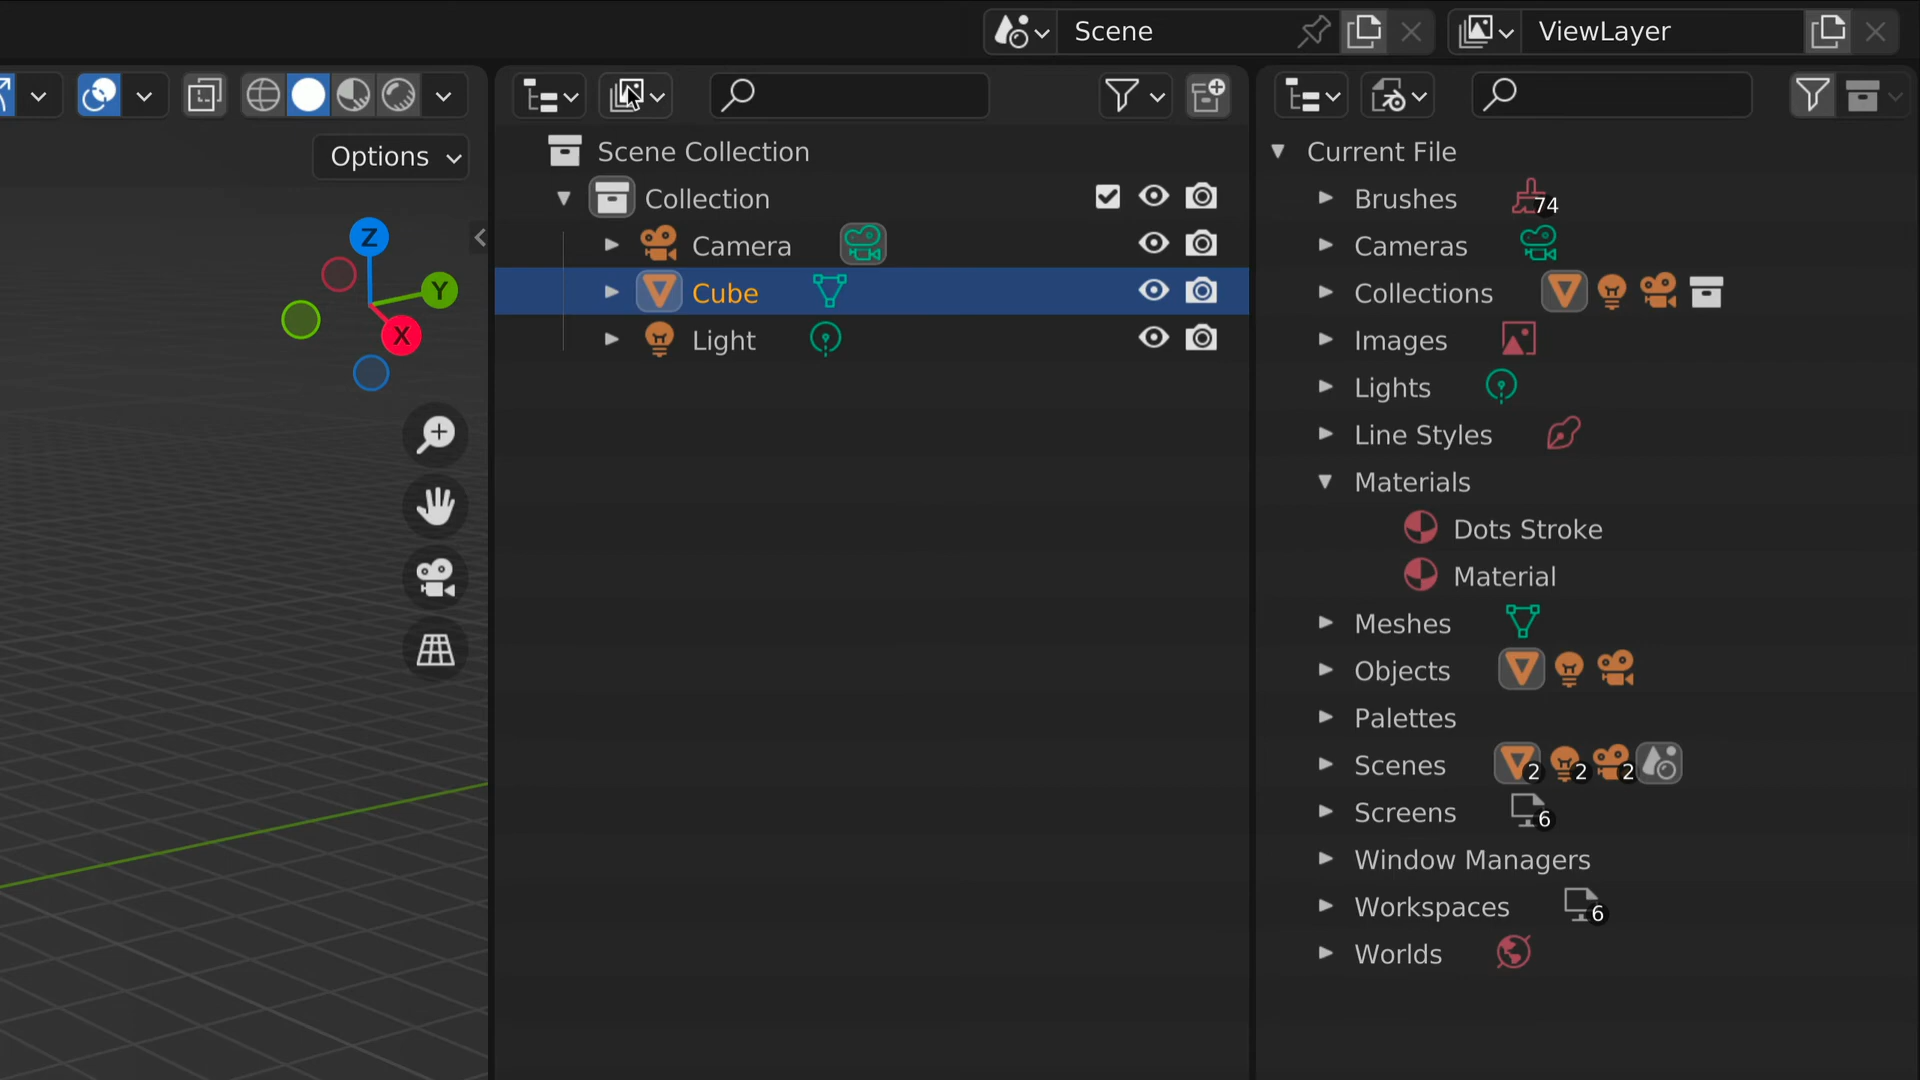 Scene
ViewLayer
Options
Z
Y
X
Scene Collection
Collection
Camera
Cube
Light
Current File
Brushes 74
Cameras
Collections
Images
Lights
Line Styles
Materials
Dots Stroke
Material
Meshes
Objects
Palettes
Scenes 2 2 2
Screens 6
Window Managers
Workspaces 6
Worlds